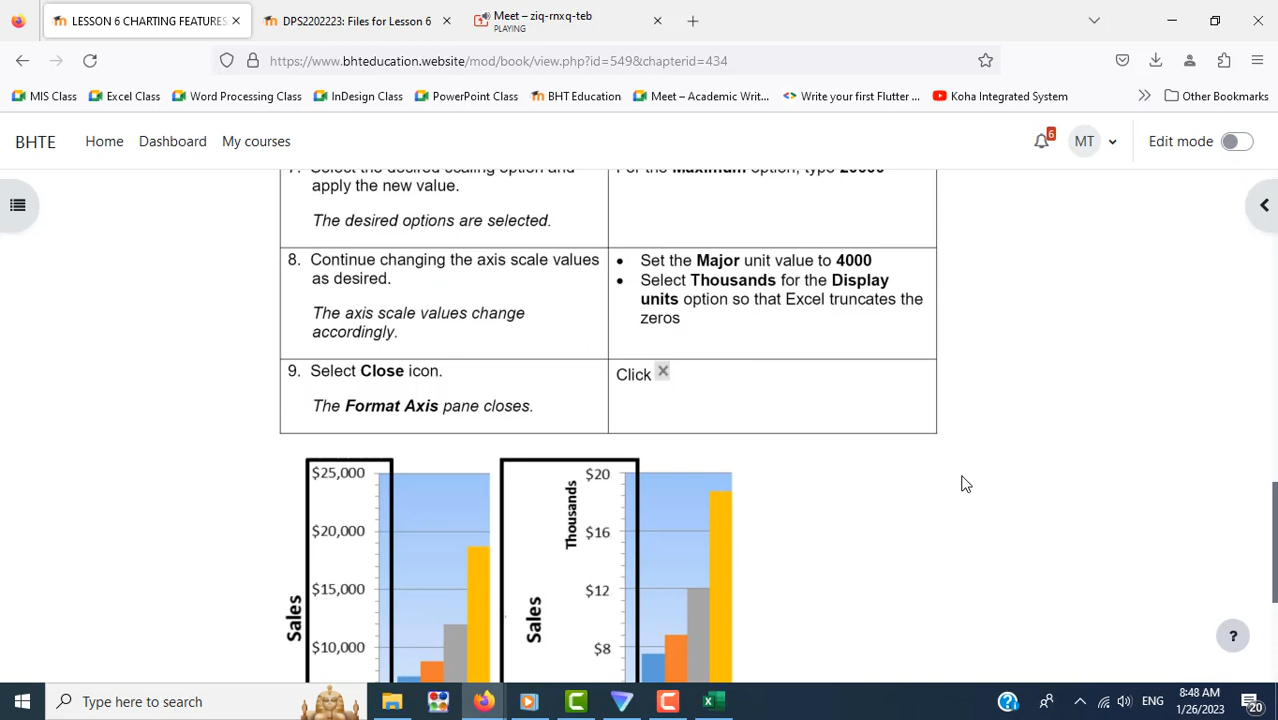 LESSON 6 CHARTING FEATURES
DPS2202223: Files for Lesson 6
Meet – ziq-rnxq-teb
PLAYING
https://www.bhteducation.website/mod/book/view.php?id=549&chapterid=434
MIS Class
Excel Class
Word Processing Class
InDesign Class
PowerPoint Class
BHT Education
Meet – Academic Writ...
Write your first Flutter ...
Koha Integrated System
Other Bookmarks
BHTE
Home
Dashboard
My courses
6
MT
Edit mode
apply the new value.
The desired options are selected.
8. Continue changing the axis scale values
as desired.
The axis scale values change
accordingly.
• Set the Major unit value to 4000
• Select Thousands for the Display
units option so that Excel truncates the
zeros
9. Select Close icon.
The Format Axis pane closes.
Click
$25,000
$20,000
$15,000
$10,000
Sales
Thousands
$20
$16
$12
$8
Sales
?
Type here to search
ENG
8:48 AM
1/26/2023
20